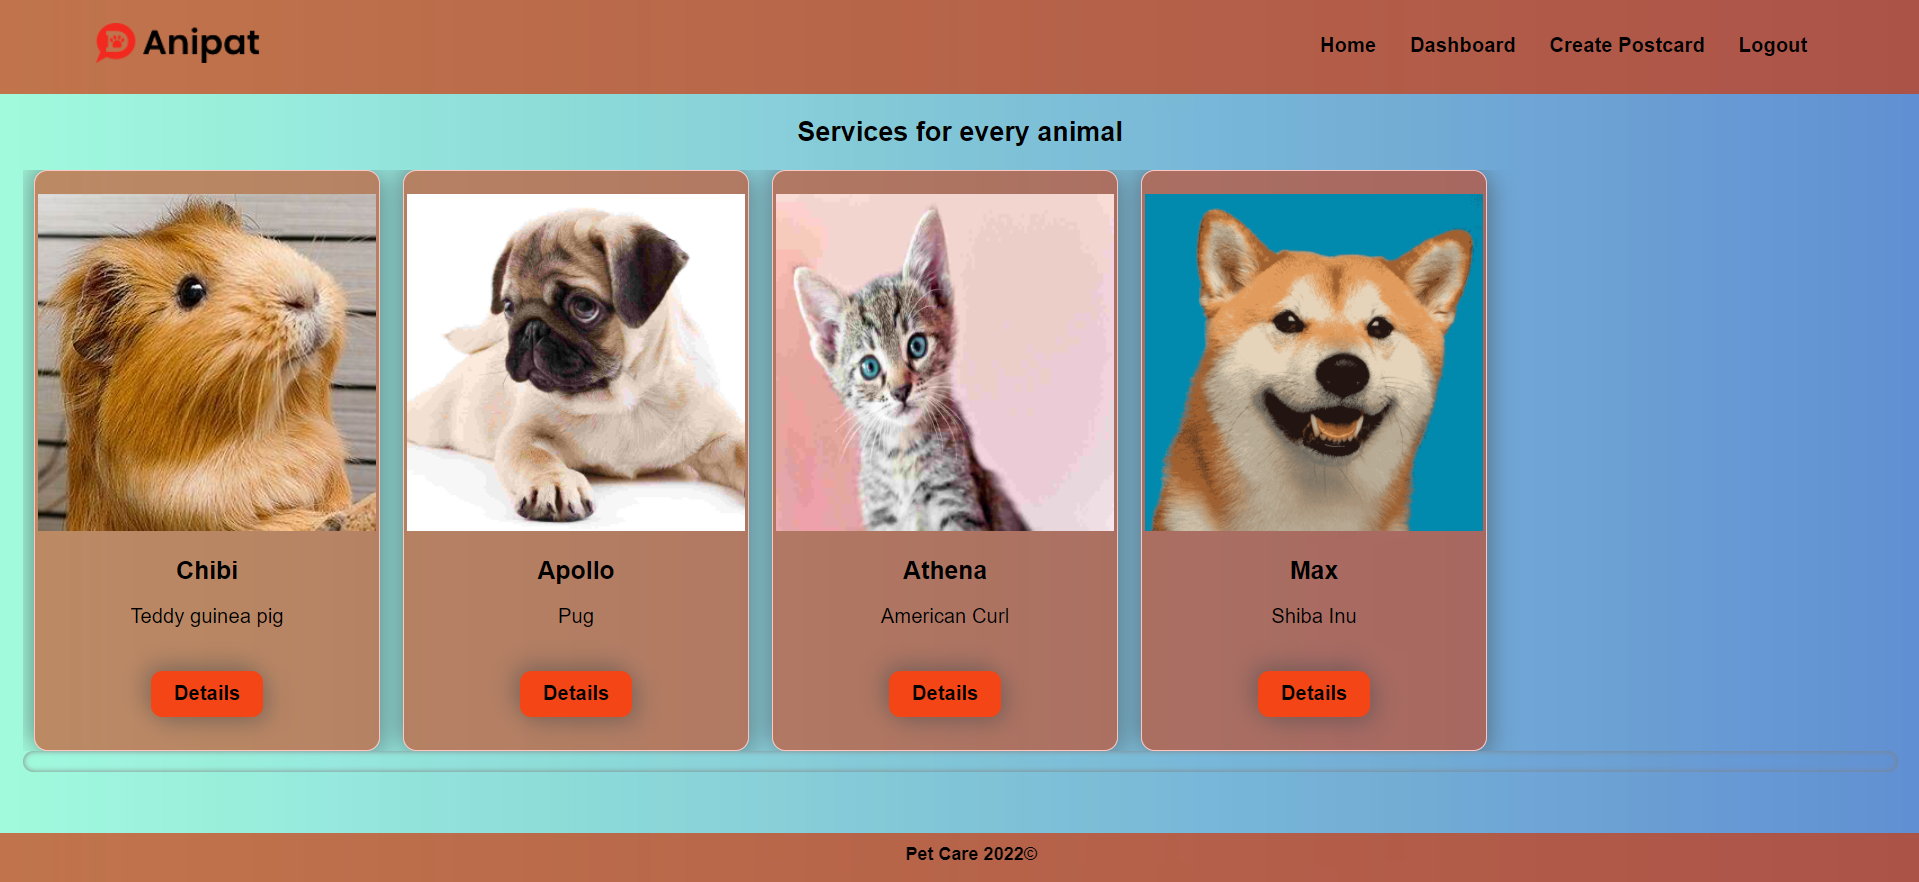 Anipat
Home Dashboard Create Postcard Logout
Services for every animal
Chibi
Teddy guinea pig
Details
Apollo
Pug
Details
Athena
American Curl
Details
Max
Shiba Inu
Details
Pet Care 2022©